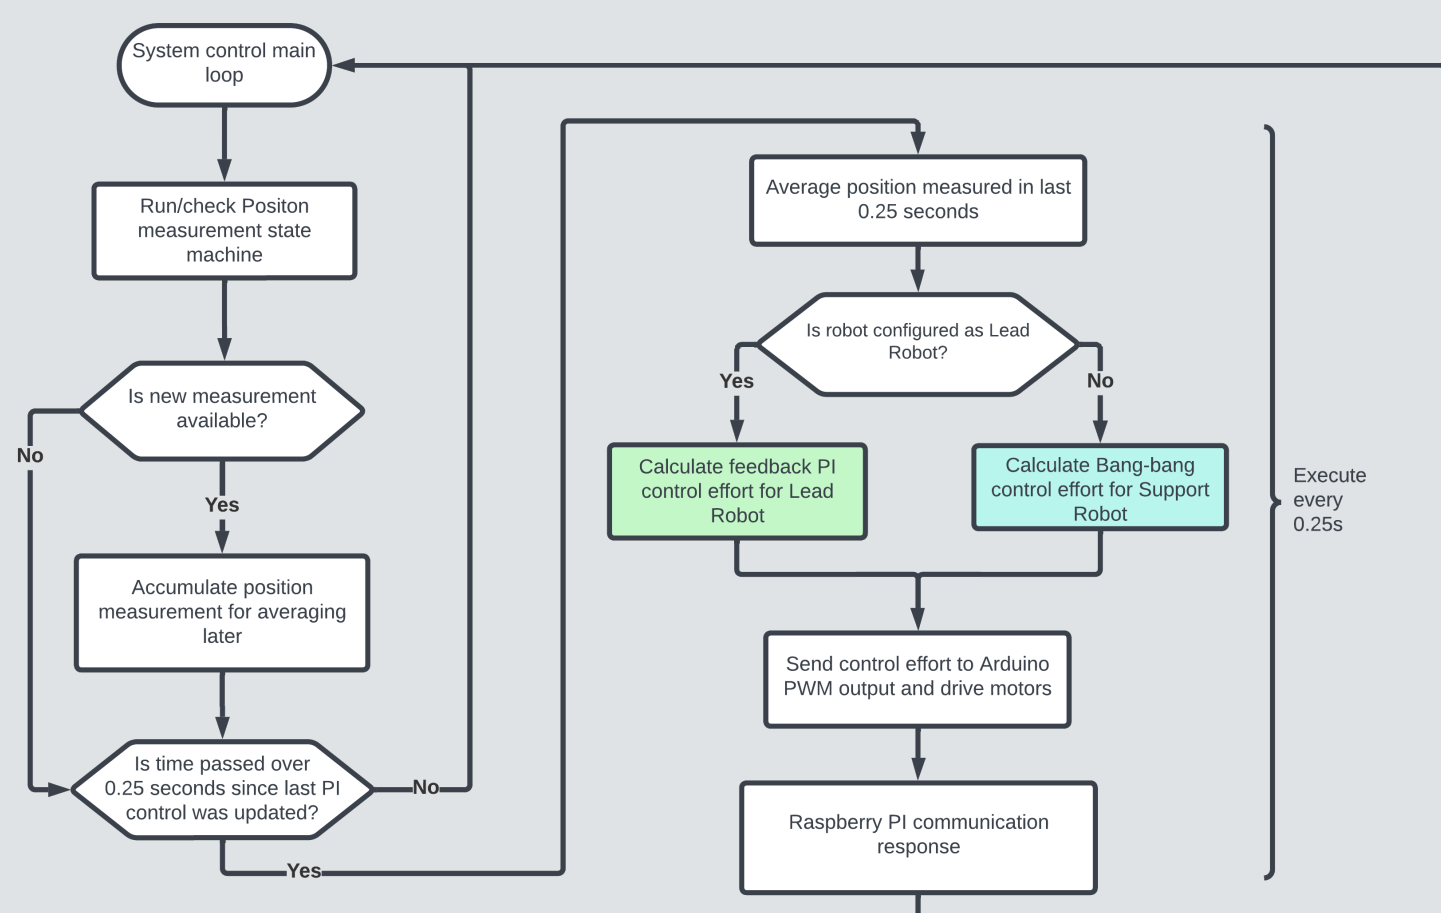 System control main
loop
Run/check Positon
measurement state
machine
Is new measurement
available?
No
Yes
Accumulate position
measurement for averaging
later
Is time passed over
0.25 seconds since last PI
control was updated?
No
Yes
Average position measured in last
0.25 seconds
Is robot configured as Lead
Robot?
Yes
No
Calculate feedback PI
control effort for Lead
Robot
Calculate Bang-bang
control effort for Support
Robot
Send control effort to Arduino
PWM output and drive motors
Raspberry PI communication
response
Execute
every
0.25s